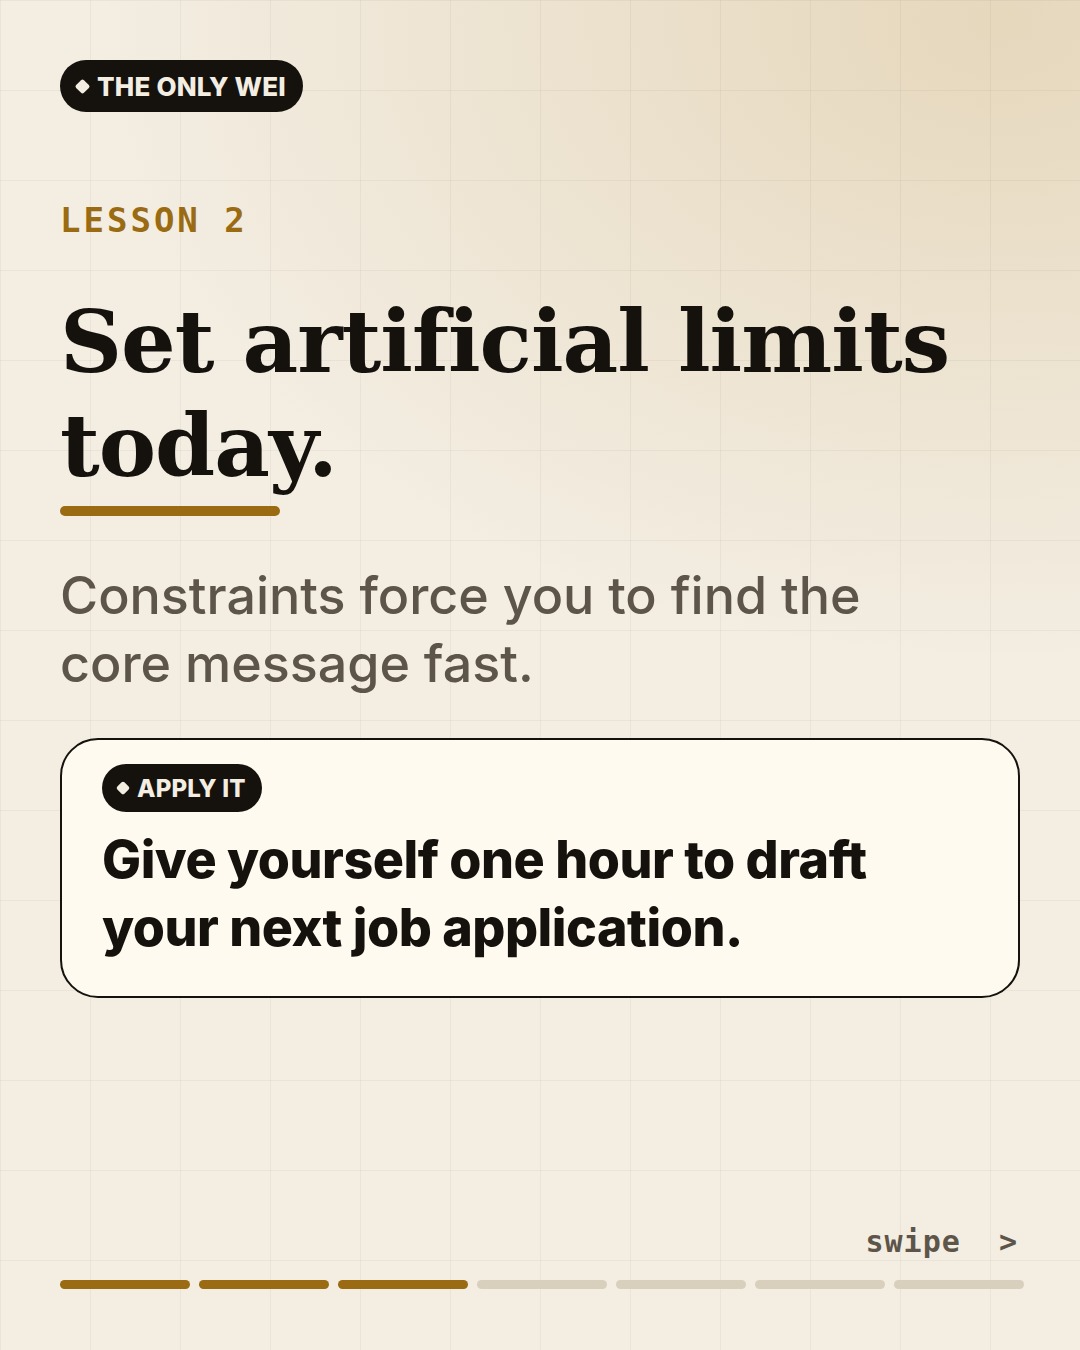 THE ONLY WEI
LESSON 2
Set artificial limits
today.
Constraints force you to find the
core message fast.
APPLY IT
Give yourself one hour to draft
your next job application.
swipe >